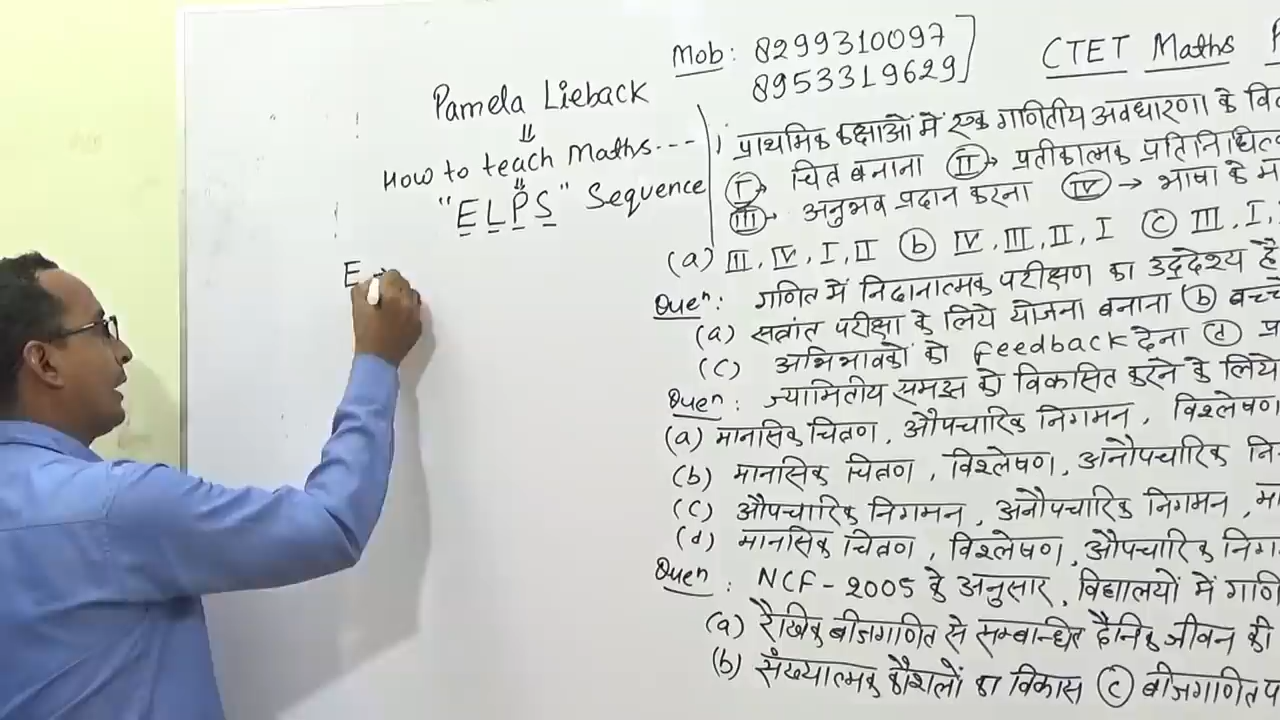 Mob: 8299310097
8953319629]
CTET Maths
Pamela Lieback
⇓
How to teach Maths---
"ELPS" Sequence
E
प्राथमिक कक्षाओं में एक गणितीय अवधारणा के
I → चित्र बनाना II → प्रतीकात्मक
III → अनुभव प्रदान करना IV → भाषा के
(a) III, IV, I, II (b) IV, III, II, I (c) III, I,
Queⁿ: गणित में निदानात्मक परीक्षण का उद्देश्य है
(a) सत्रांत परीक्षा के लिये योजना बनाना (b) बच्चे
(c) अभिभावकों को feedback देना (d)
Queⁿ: ज्यामितीय समझ को विकसित करने के लिये
(a) मानसिक चित्रण, औपचारिक निगमन, विश्लेषण
(b) मानसिक चित्रण, विश्लेषण, अनौपचारिक
(c) औपचारिक निगमन, अनौपचारिक निगमन,
(d) मानसिक चित्रण, विश्लेषण, औपचारिक
Queⁿ: NCF-2005 के अनुसार, विद्यालयों में
(a) रैखिक बीजगणित से सम्बान्धित दैनिक जीवन की
(b) संख्यात्मक कौशलों का विकास (c) बीजगणित